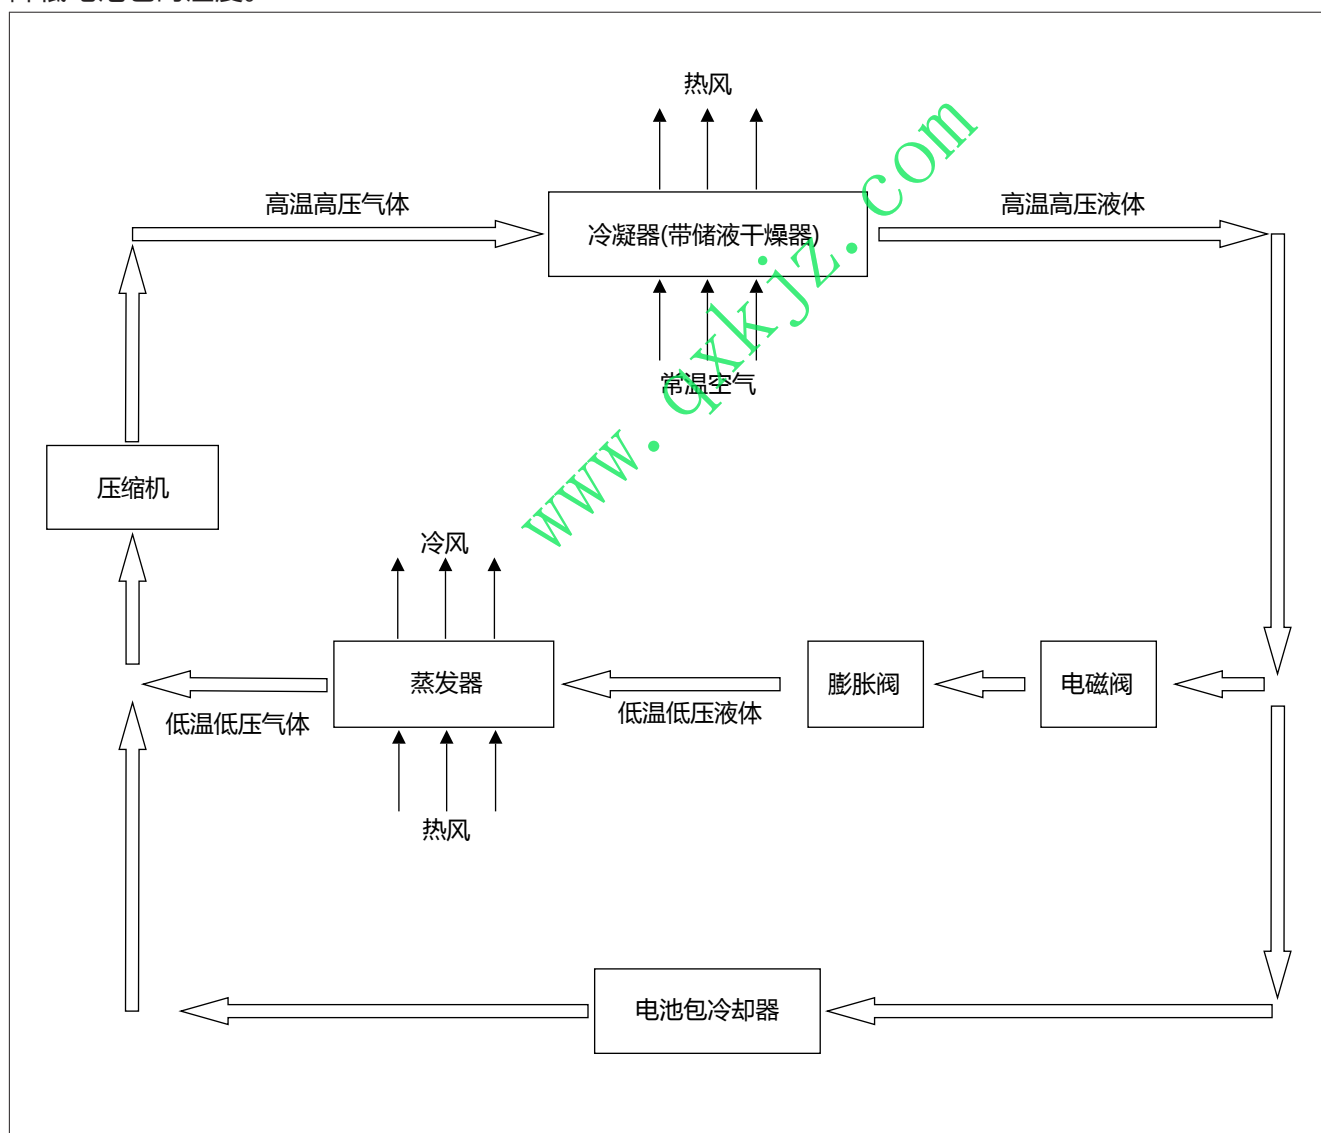 热风
高温高压气体
冷凝器(带储液干燥器)
高温高压液体
常温空气
压缩机
冷风
蒸发器
膨胀阀
电磁阀
低温低压气体
低温低压液体
热风
电池包冷却器
www.qxkjz.com